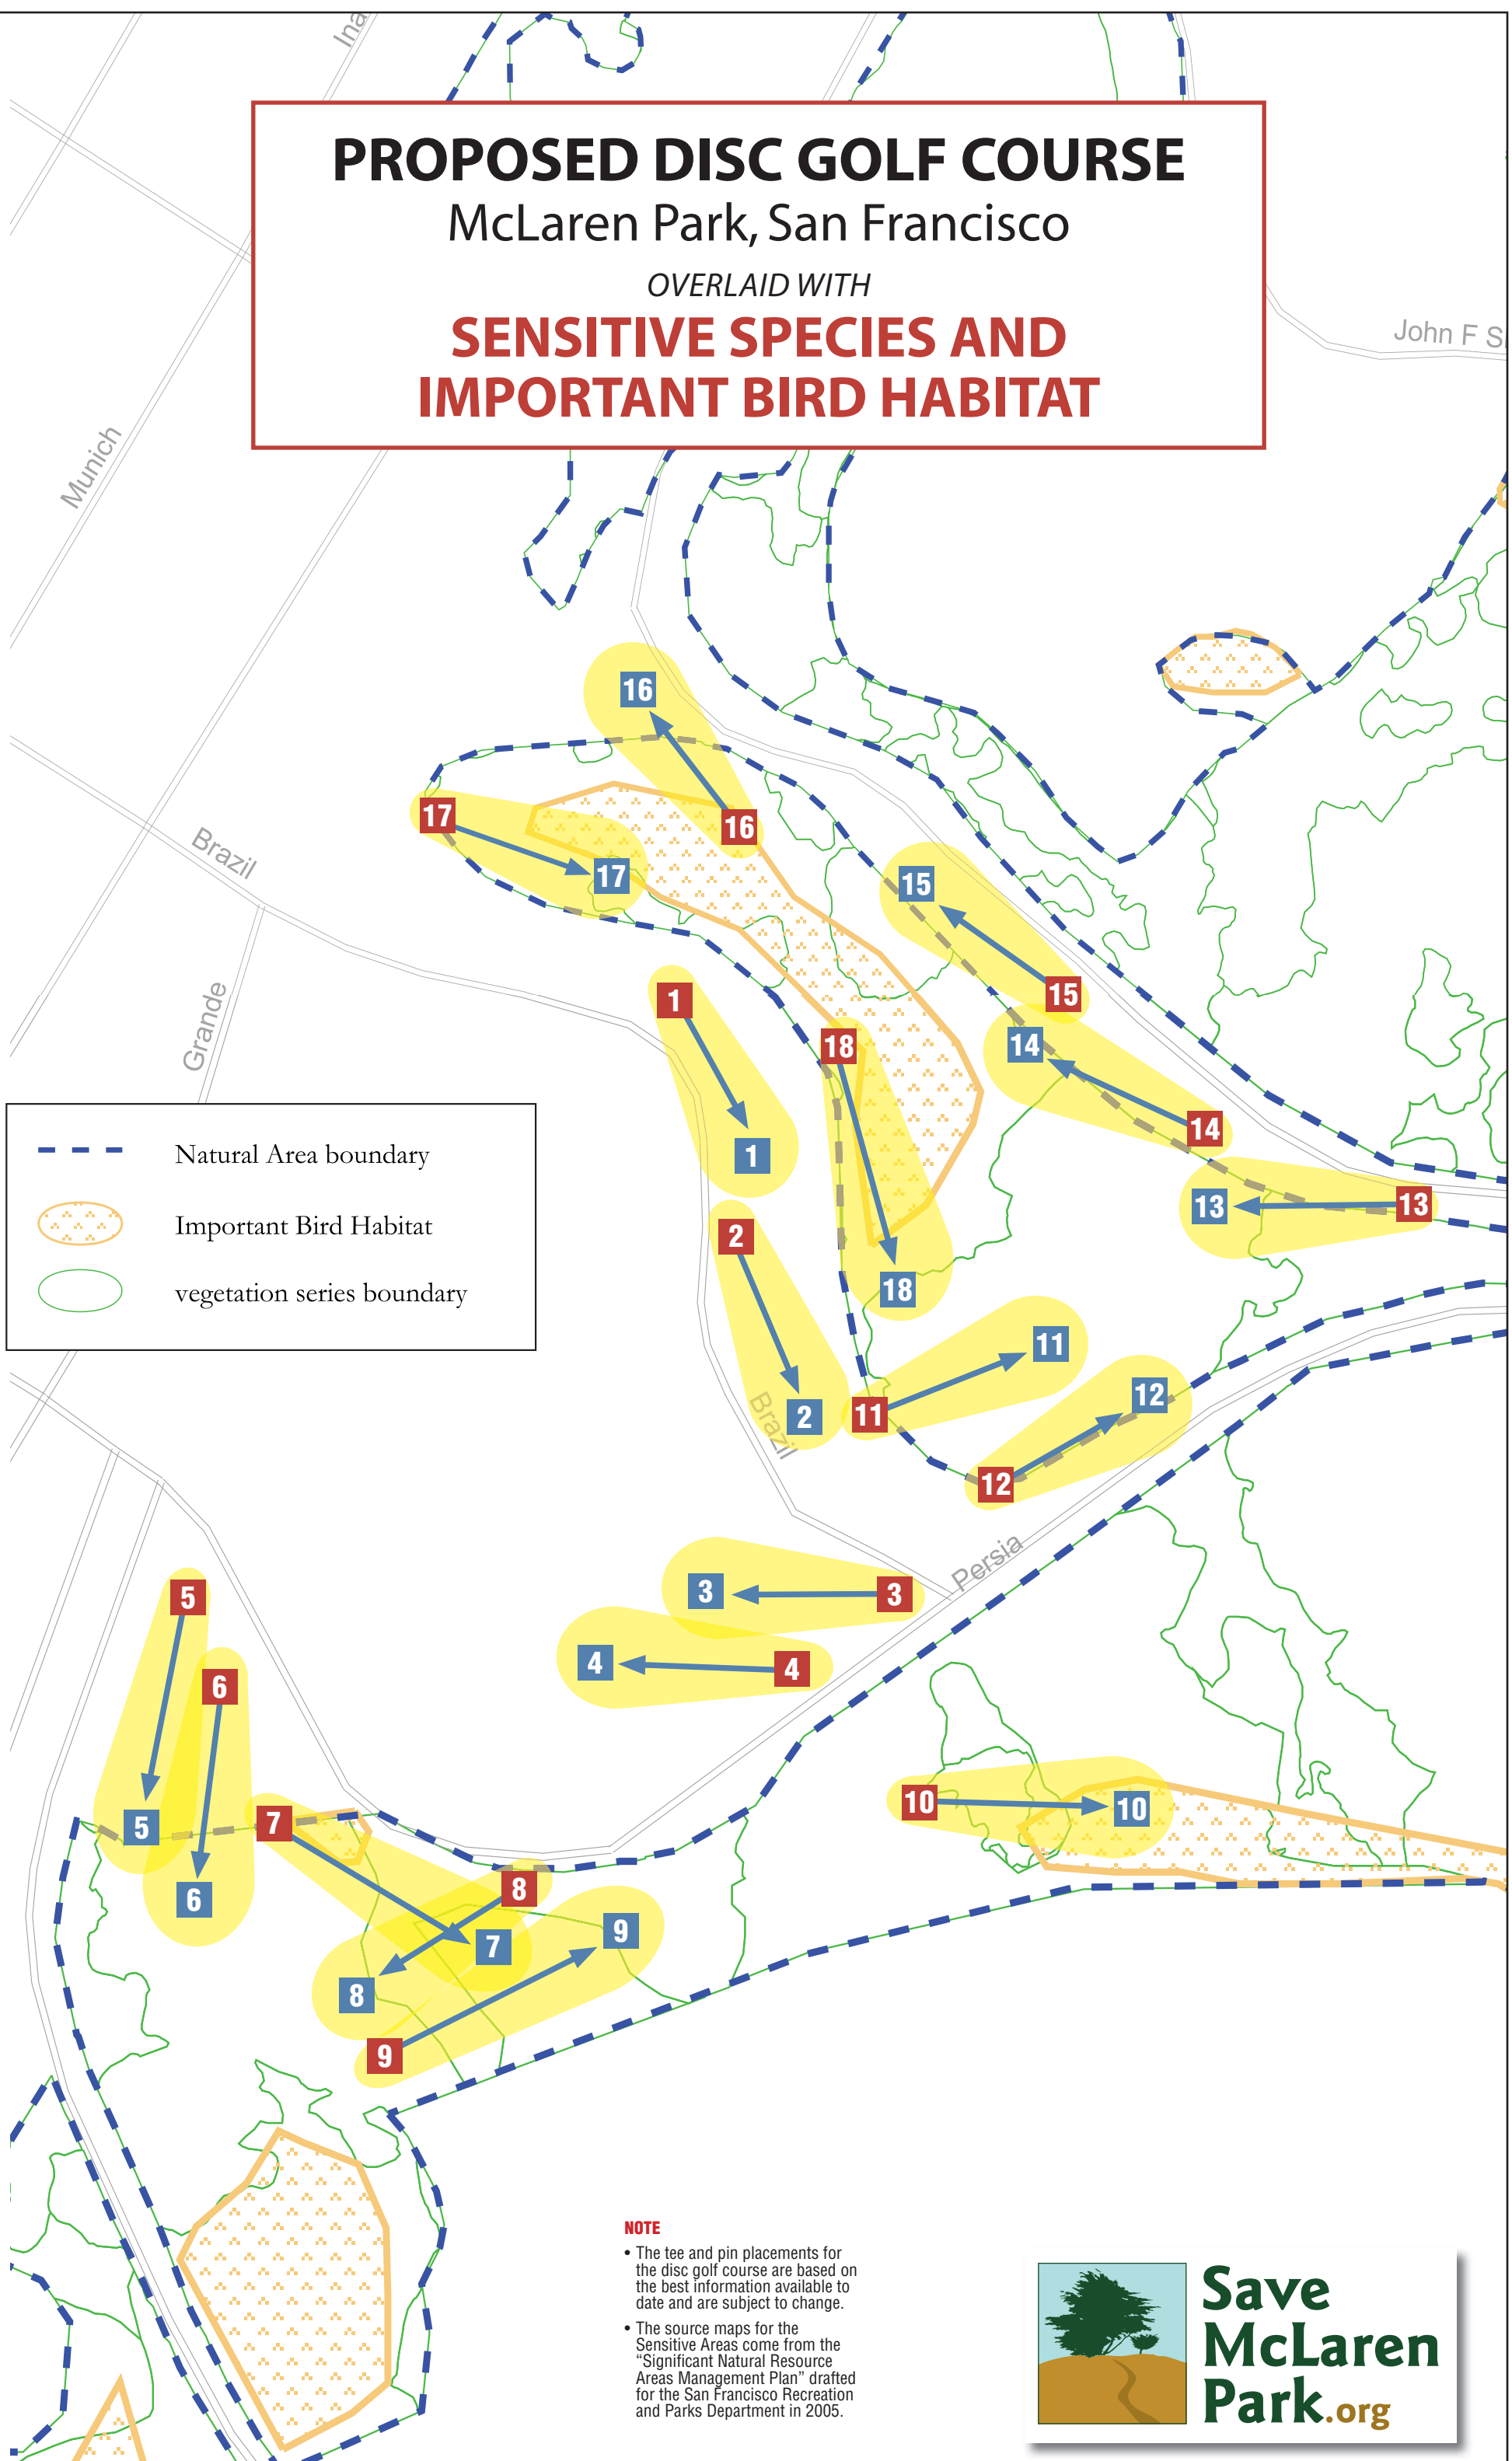 Ina
PROPOSED DISC GOLF COURSE
McLaren Park, San Francisco
OVERLAID WITH
SENSITIVE SPECIES AND
IMPORTANT BIRD HABITAT
John F S
Munich
16
17
16
17
Brazil
15
15
1
Grande
18
14
14
1
Natural Area boundary
Important Bird Habitat
vegetation series boundary
13
13
2
18
11
12
2
11
Brazil
12
Persia
3
3
5
4
4
6
10
10
7
5
8
6
9
7
8
9
NOTE
• The tee and pin placements for
the disc golf course are based on
the best information available to
date and are subject to change.
• The source maps for the
Sensitive Areas come from the
“Significant Natural Resource
Areas Management Plan” drafted
for the San Francisco Recreation
and Parks Department in 2005.
Save
McLaren
Park.org